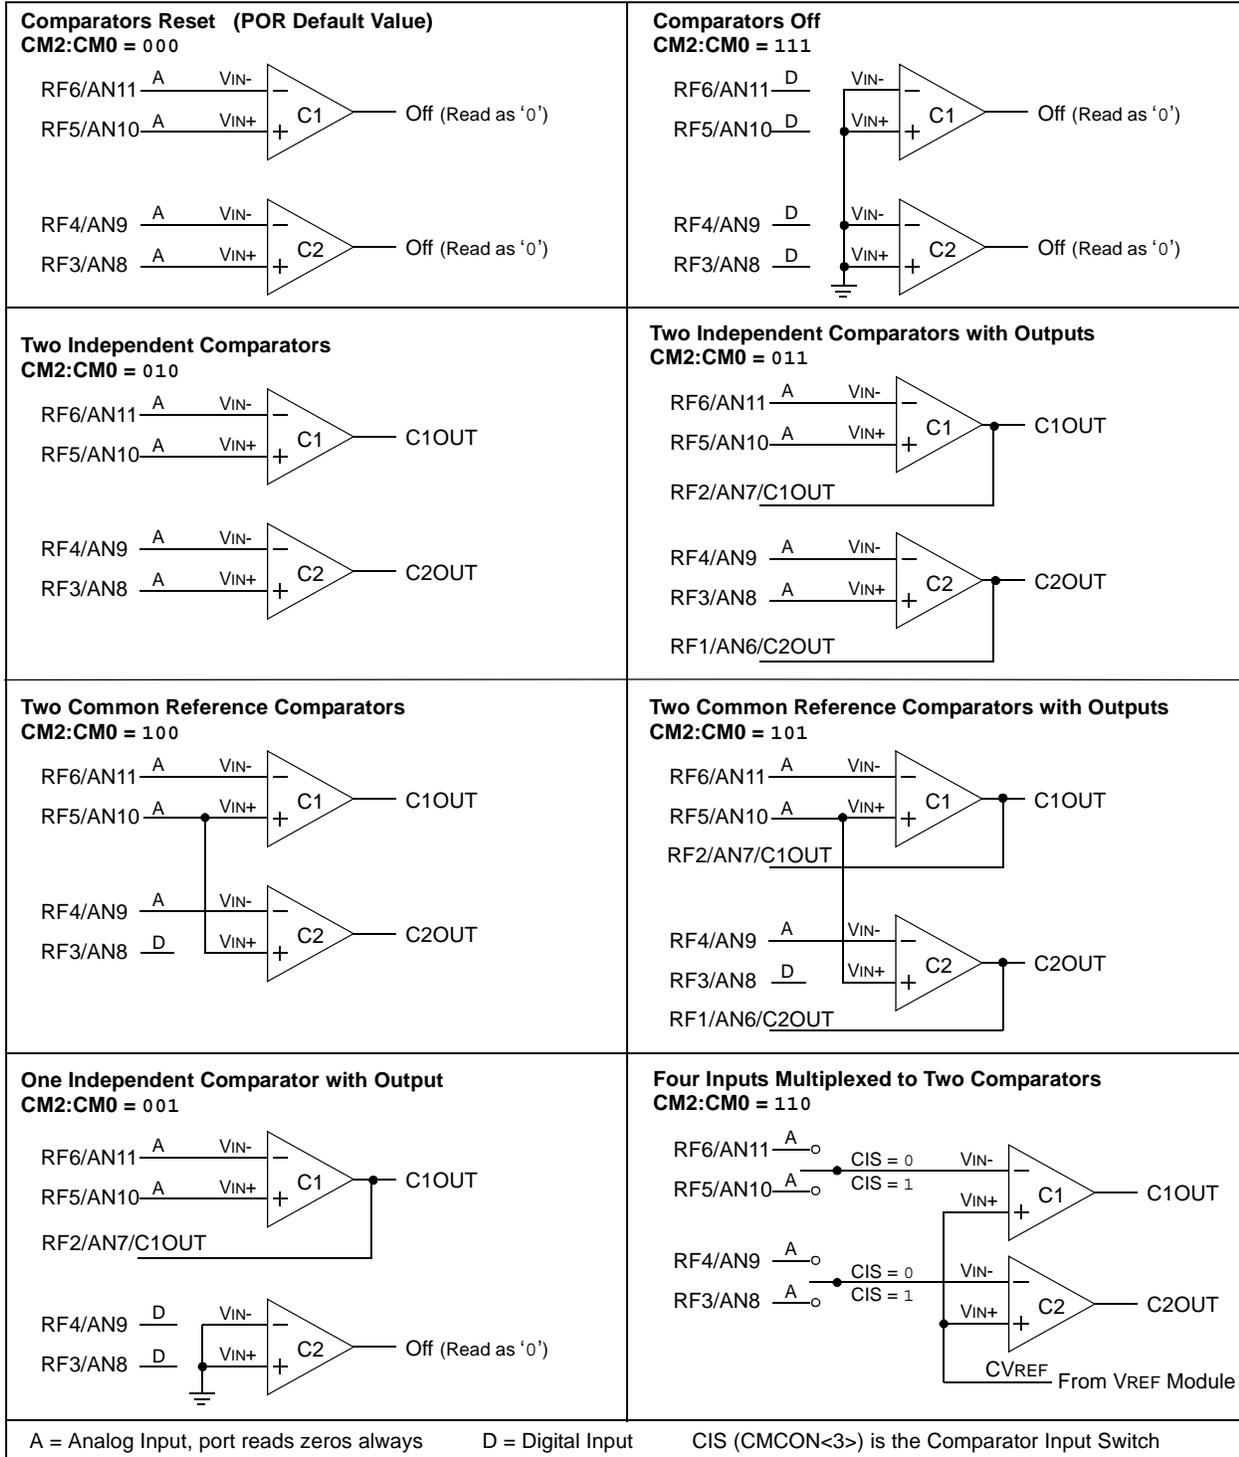 Comparators Reset (POR Default Value)
CM2:CM0 = 000
RF6/AN11 A VIN-
RF5/AN10 A VIN+
C1
Off (Read as ‘0’)
RF4/AN9 A VIN-
RF3/AN8 A VIN+
C2
Off (Read as ‘0’)
Comparators Off
CM2:CM0 = 111
RF6/AN11 D VIN-
RF5/AN10 D VIN+
C1
Off (Read as ‘0’)
RF4/AN9 D VIN-
RF3/AN8 D VIN+
C2
Off (Read as ‘0’)
Two Independent Comparators
CM2:CM0 = 010
RF6/AN11 A VIN-
RF5/AN10 A VIN+
C1
C1OUT
RF4/AN9 A VIN-
RF3/AN8 A VIN+
C2
C2OUT
Two Independent Comparators with Outputs
CM2:CM0 = 011
RF6/AN11 A VIN-
RF5/AN10 A VIN+
C1
C1OUT
RF2/AN7/C1OUT
RF4/AN9 A VIN-
RF3/AN8 A VIN+
C2
C2OUT
RF1/AN6/C2OUT
Two Common Reference Comparators
CM2:CM0 = 100
RF6/AN11 A VIN-
RF5/AN10 A VIN+
C1
C1OUT
RF4/AN9 A VIN-
RF3/AN8 D VIN+
C2
C2OUT
Two Common Reference Comparators with Outputs
CM2:CM0 = 101
RF6/AN11 A VIN-
RF5/AN10 A VIN+
C1
C1OUT
RF2/AN7/C1OUT
RF4/AN9 A VIN-
RF3/AN8 D VIN+
C2
C2OUT
RF1/AN6/C2OUT
One Independent Comparator with Output
CM2:CM0 = 001
RF6/AN11 A VIN-
RF5/AN10 A VIN+
C1
C1OUT
RF2/AN7/C1OUT
RF4/AN9 D VIN-
RF3/AN8 D VIN+
C2
Off (Read as ‘0’)
Four Inputs Multiplexed to Two Comparators
CM2:CM0 = 110
RF6/AN11 A
CIS = 0 VIN-
RF5/AN10 A
CIS = 1
VIN+
C1
C1OUT
RF4/AN9 A
CIS = 0 VIN-
RF3/AN8 A
CIS = 1
VIN+
C2
C2OUT
CVREF
From VREF Module
A = Analog Input, port reads zeros always D = Digital Input CIS (CMCON<3>) is the Comparator Input Switch